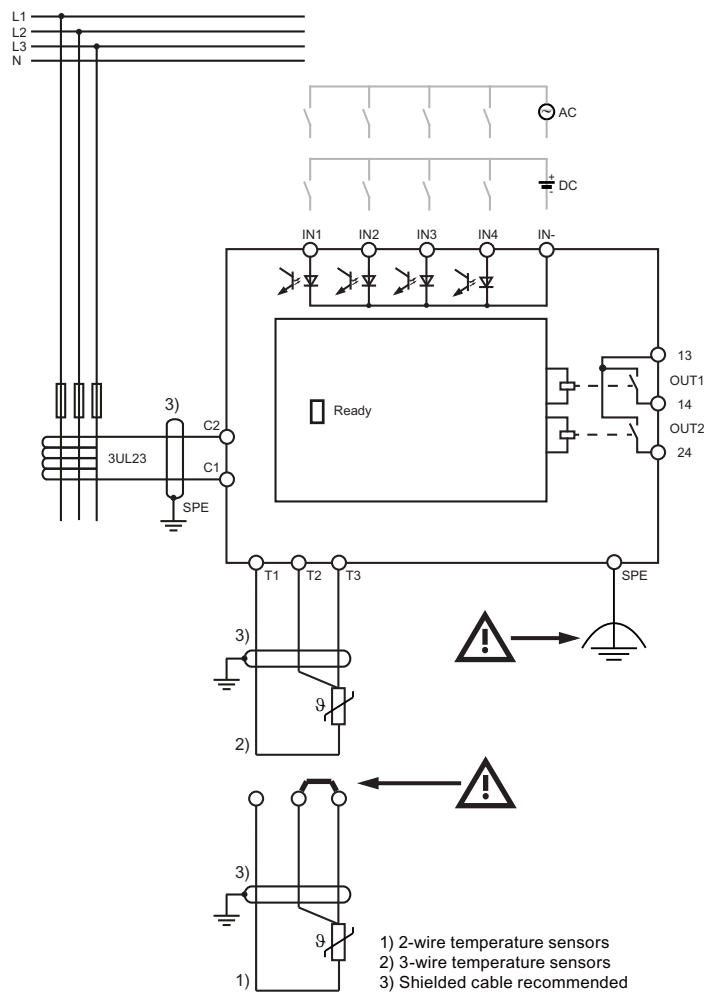 L1
L2
L3
N
~ AC
+
DC
-
IN1 IN2 IN3 IN4 IN-
13
OUT1
Ready
14
3)
C2
OUT2
3UL23
24
C1
SPE
T1 T2 T3
SPE
!
3)
ϑ
2)
!
3)
ϑ
1)
1) 2-wire temperature sensors
2) 3-wire temperature sensors
3) Shielded cable recommended